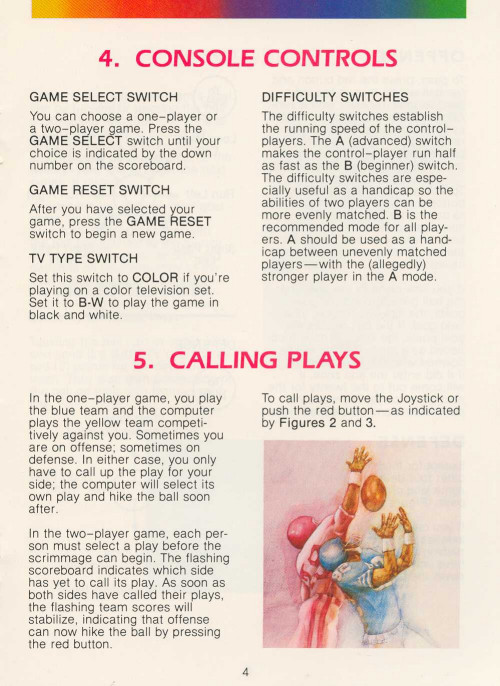 4. CONSOLE CONTROLS
GAME SELECT SWITCH
You can choose a one-player or
a two-player game. Press the
GAME SELECT switch until your
choice is indicated by the down
number on the scoreboard.
GAME RESET SWITCH
After you have selected your
game, press the GAME RESET
switch to begin a new game.
TV TYPE SWITCH
Set this switch to COLOR if you're
playing on a color television set.
Set it to B-W to play the game in
black and white.
DIFFICULTY SWITCHES
The difficulty switches establish
the running speed of the control-
players. The A (advanced) switch
makes the control-player run half
as fast as the B (beginner) switch.
The difficulty switches are espe-
cially useful as a handicap so the
abilities of two players can be
more evenly matched. B is the
recommended mode for all play-
ers. A should be used as a hand-
icap between unevenly matched
players—with the (allegedly)
stronger player in the A mode.
5. CALLING PLAYS
In the one-player game, you play
the blue team and the computer
plays the yellow team competi-
tively against you. Sometimes you
are on offense; sometimes on
defense. In either case, you only
have to call up the play for your
side; the computer will select its
own play and hike the ball soon
after.
In the two-player game, each per-
son must select a play before the
scrimmage can begin. The flashing
scoreboard indicates which side
has yet to call its play. As soon as
both sides have called their plays,
the flashing team scores will
stabilize, indicating that offense
can now hike the ball by pressing
the red button.
To call plays, move the Joystick or
push the red button—as indicated
by Figures 2 and 3.
4